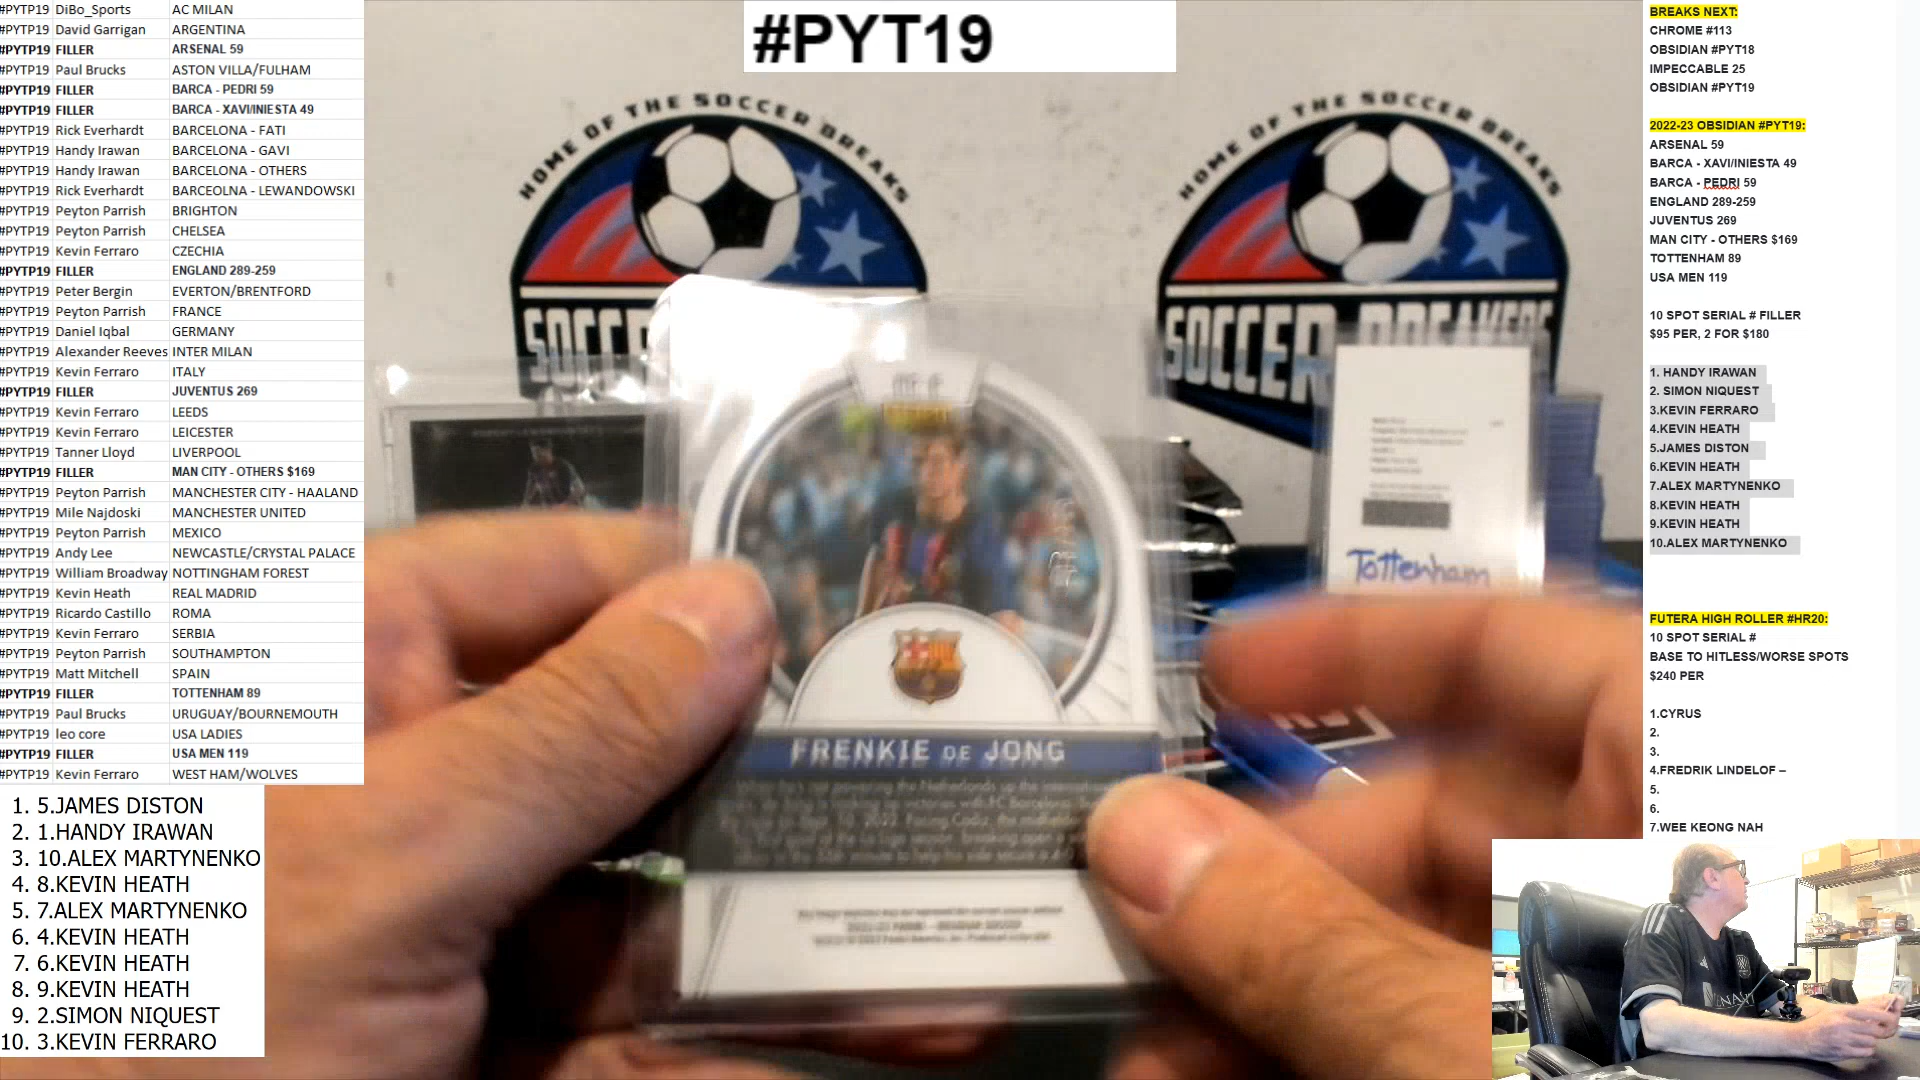 #PYTP19 DiBo_Sports AC MILAN
#PYTP19 David Garrigan ARGENTINA
#PYTP19 FILLER ARSENAL 59
#PYTP19 Paul Brucks ASTON VILLA/FULHAM
#PYTP19 FILLER BARCA - PEDRI 59
#PYTP19 FILLER BARCA - XAVI/INIESTA 49
#PYTP19 Rick Everhardt BARCELONA - FATI
#PYTP19 Handy Irawan BARCELONA - GAVI
#PYTP19 Handy Irawan BARCELONA - OTHERS
#PYTP19 Rick Everhardt BARCEOLNA - LEWANDOWSKI
#PYTP19 Peyton Parrish BRIGHTON
#PYTP19 Peyton Parrish CHELSEA
#PYTP19 Kevin Ferraro CZECHIA
#PYTP19 FILLER ENGLAND 289-259
#PYTP19 Peter Bergin EVERTON/BRENTFORD
#PYTP19 Peyton Parrish FRANCE
#PYTP19 Daniel Iqbal GERMANY
#PYTP19 Alexander Reeves INTER MILAN
#PYTP19 Kevin Ferraro ITALY
#PYTP19 FILLER JUVENTUS 269
#PYTP19 Kevin Ferraro LEEDS
#PYTP19 Kevin Ferraro LEICESTER
#PYTP19 Tanner Lloyd LIVERPOOL
#PYTP19 FILLER MAN CITY - OTHERS $169
#PYTP19 Peyton Parrish MANCHESTER CITY - HAALAND
#PYTP19 Mile Najdoski MANCHESTER UNITED
#PYTP19 Peyton Parrish MEXICO
#PYTP19 Andy Lee NEWCASTLE/CRYSTAL PALACE
#PYTP19 William Broadway NOTTINGHAM FOREST
#PYTP19 Kevin Heath REAL MADRID
#PYTP19 Ricardo Castillo ROMA
#PYTP19 Kevin Ferraro SERBIA
#PYTP19 Peyton Parrish SOUTHAMPTON
#PYTP19 Matt Mitchell SPAIN
#PYTP19 FILLER TOTTENHAM 89
#PYTP19 Paul Brucks URUGUAY/BOURNEMOUTH
#PYTP19 leo core USA LADIES
#PYTP19 FILLER USA MEN 119
#PYTP19 Kevin Ferraro WEST HAM/WOLVES
1. 5.JAMES DISTON
2. 1.HANDY IRAWAN
3. 10.ALEX MARTYNENKO
4. 8.KEVIN HEATH
5. 7.ALEX MARTYNENKO
6. 4.KEVIN HEATH
7. 6.KEVIN HEATH
8. 9.KEVIN HEATH
9. 2.SIMON NIQUEST
10. 3.KEVIN FERRARO
#PYT19
HOME OF THE SOCCER BREAKS
SOCCER
HOME OF THE SOCCER BREAKS
SOCCER BREAKERS
Tottenham
FRENKIE DE JONG
BREAKS NEXT:
CHROME #113
OBSIDIAN #PYT18
IMPECCABLE 25
OBSIDIAN #PYT19
2022-23 OBSIDIAN #PYT19:
ARSENAL 59
BARCA - XAVI/INIESTA 49
BARCA - PEDRI 59
ENGLAND 289-259
JUVENTUS 269
MAN CITY - OTHERS $169
TOTTENHAM 89
USA MEN 119
10 SPOT SERIAL # FILLER
$95 PER, 2 FOR $180
1. HANDY IRAWAN
2. SIMON NIQUEST
3.KEVIN FERRARO
4.KEVIN HEATH
5.JAMES DISTON
6.KEVIN HEATH
7.ALEX MARTYNENKO
8.KEVIN HEATH
9.KEVIN HEATH
10.ALEX MARTYNENKO
FUTERA HIGH ROLLER #HR20:
10 SPOT SERIAL #
BASE TO HITLESS/WORSE SPOTS
$240 PER
1.CYRUS
2.
3.
4.FREDRIK LINDELOF –
5.
6.
7.WEE KEONG NAH